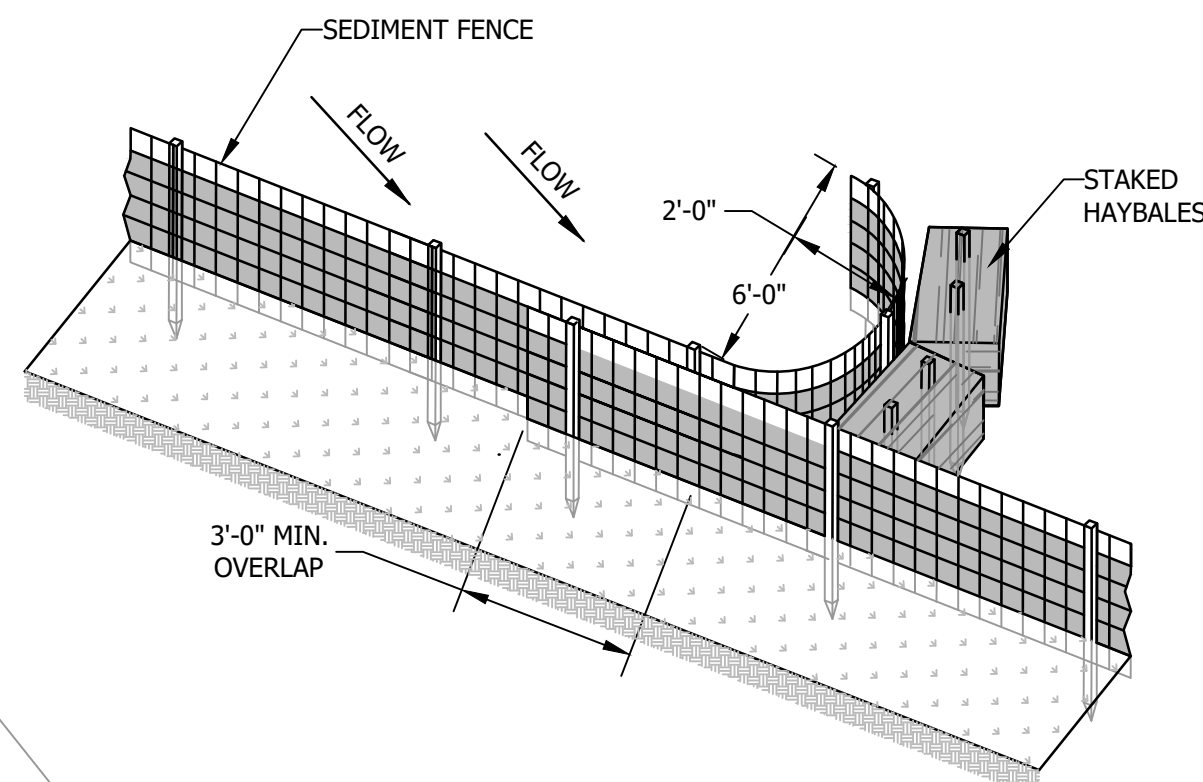 SEDIMENT FENCE
FLOW
FLOW
STAKED
HAYBALES
2'-0"
6'-0"
3'-0" MIN.
OVERLAP